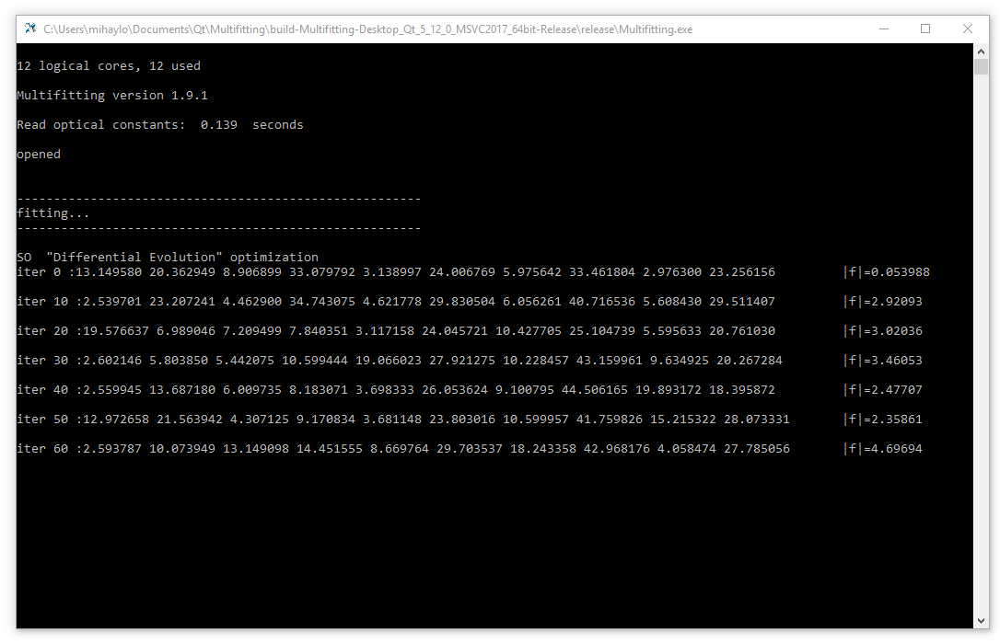 C:\Users\mihaylo\Documents\Qt\Multifitting\build-Multifitting-Desktop_Qt_5_12_0_MSVC2017_64bit-Release\release\Multifitting.exe
12 logical cores, 12 used
Multifitting version 1.9.1
Read optical constants:  0.139  seconds
opened
-------------------------------------------------------
fitting...
-------------------------------------------------------
SO  "Differential Evolution" optimization
iter 0 :13.149580 20.362949 8.906899 33.079792 3.138997 24.006769 5.975642 33.461804 2.976300 23.256156         |f|=0.053988
iter 10 :2.539701 23.207241 4.462900 34.743075 4.621778 29.830504 6.056261 40.716536 5.608430 29.511407         |f|=2.92093
iter 20 :19.576637 6.989046 7.209499 7.840351 3.117158 24.045721 10.427705 25.104739 5.595633 20.761030         |f|=3.02036
iter 30 :2.602146 5.803850 5.442075 10.599444 19.066023 27.921275 10.228457 43.159961 9.634925 20.267284        |f|=3.46053
iter 40 :2.559945 13.687180 6.009735 8.183071 3.698333 26.053624 9.100795 44.506165 19.893172 18.395872         |f|=2.47707
iter 50 :12.972658 21.563942 4.307125 9.170834 3.681148 23.803016 10.599957 41.759826 15.215322 28.073331       |f|=2.35861
iter 60 :2.593787 10.073949 13.149098 14.451555 8.669764 29.703537 18.243358 42.968176 4.058474 27.785056       |f|=4.69694